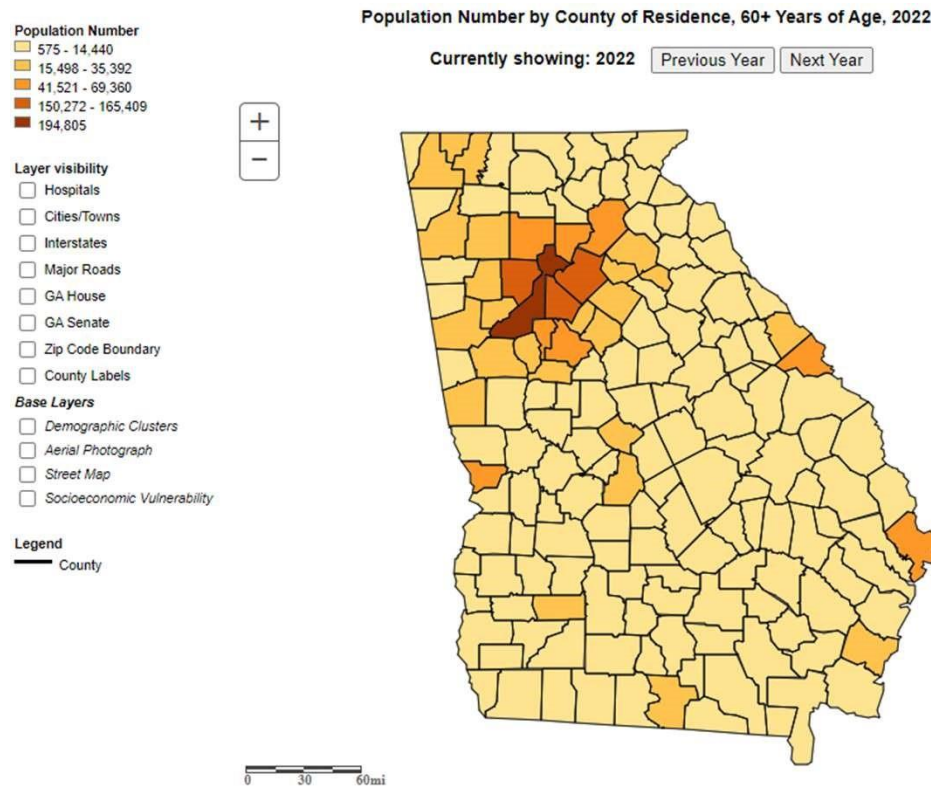 Population Number by County of Residence, 60+ Years of Age, 2022
Currently showing: 2022 Previous Year Next Year
Population Number
575 - 14,440
15,498 - 35,392
41,521 - 69,360
150,272 - 165,409
194,805
+
−
Layer visibility
Hospitals
Cities/Towns
Interstates
Major Roads
GA House
GA Senate
Zip Code Boundary
County Labels
Base Layers
Demographic Clusters
Aerial Photograph
Street Map
Socioeconomic Vulnerability
Legend
County
0 30 60mi